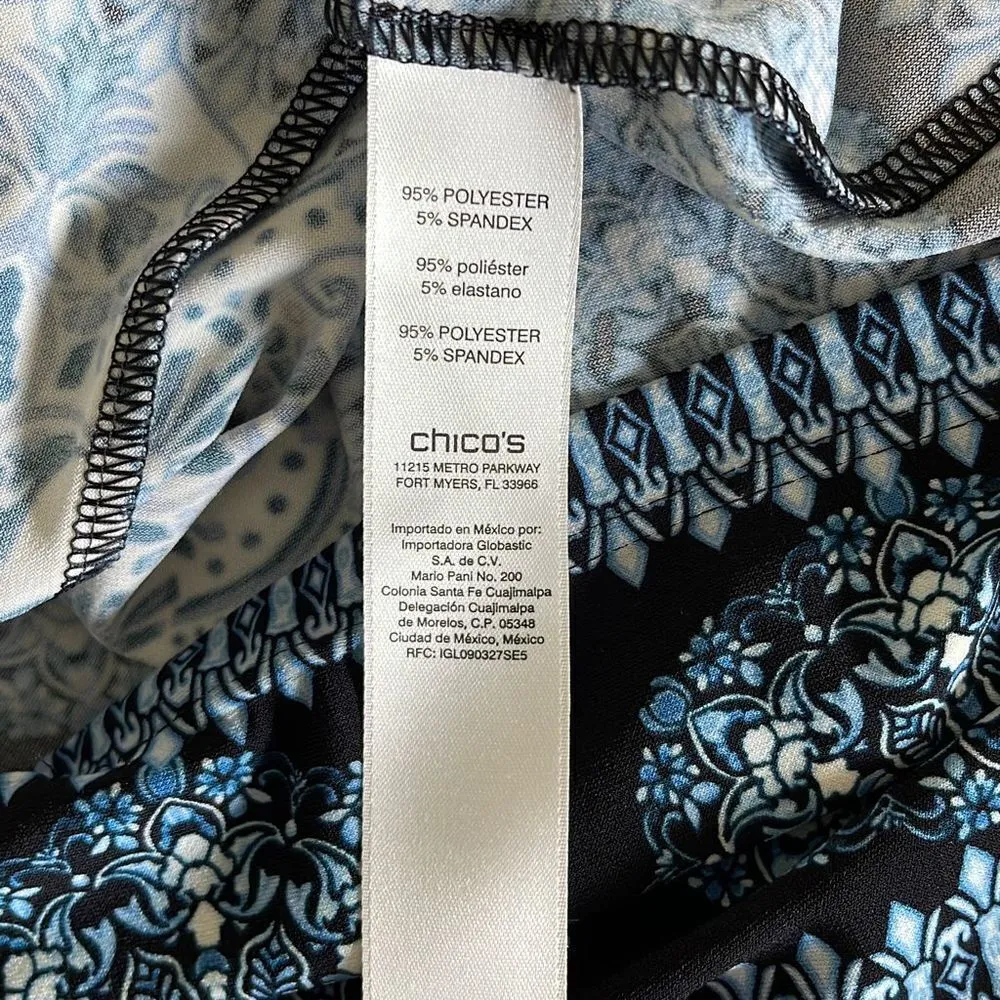 95% POLYESTER
5% SPANDEX
95% poliéster
5% elastano
95% POLYESTER
5% SPANDEX
chico's
11215 METRO PARKWAY
FORT MYERS, FL 33966
Importado en México por:
Importadora Globastic
S.A. de C.V.
Mario Pani No. 200
Colonia Santa Fe Cuajimalpa
Delegación Cuajimalpa
de Morelos, C.P. 05348
Ciudad de México, México
RFC: IGL090327SE5